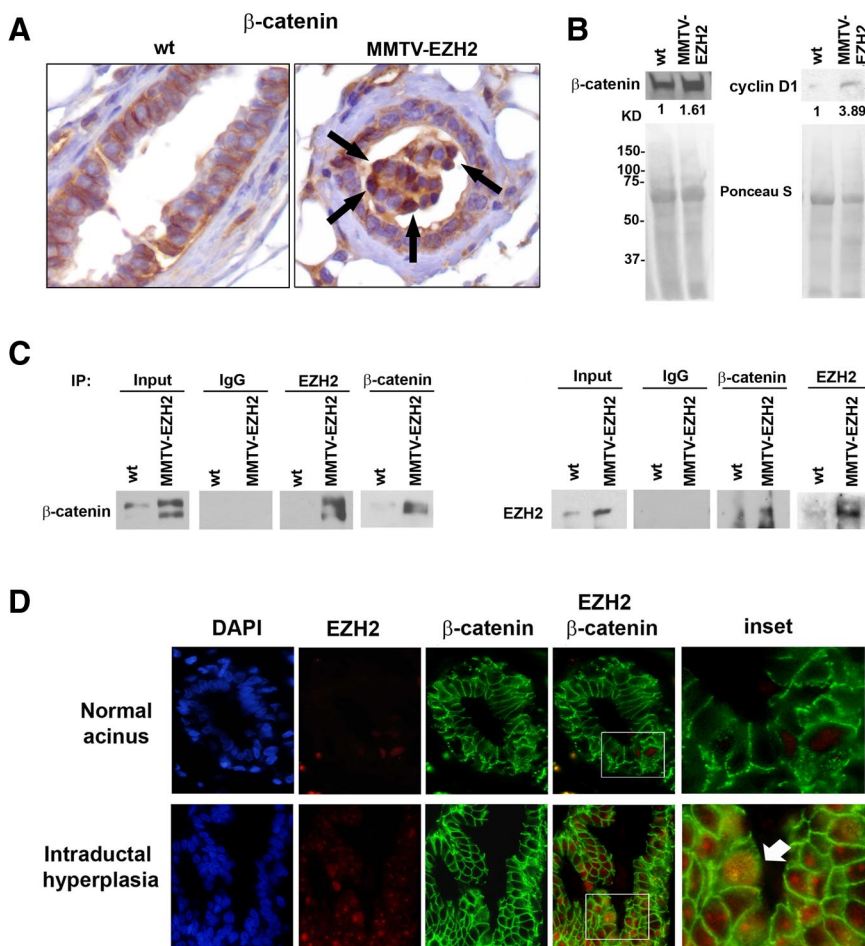 A
β-catenin
wt
MMTV-EZH2
B
wt
MMTV-
EZH2
β-catenin
1
1.61
wt
MMTV-
EZH2
cyclin D1
1
3.89
KD
150-
100-
75-
50-
37-
Ponceau S
C
IP:
Input
IgG
EZH2
β-catenin
wt
MMTV-EZH2
wt
MMTV-EZH2
wt
MMTV-EZH2
wt
MMTV-EZH2
β-catenin
Input
IgG
β-catenin
EZH2
wt
MMTV-EZH2
wt
MMTV-EZH2
wt
MMTV-EZH2
wt
MMTV-EZH2
EZH2
D
DAPI
EZH2
β-catenin
EZH2
β-catenin
inset
Normal
acinus
Intraductal
hyperplasia